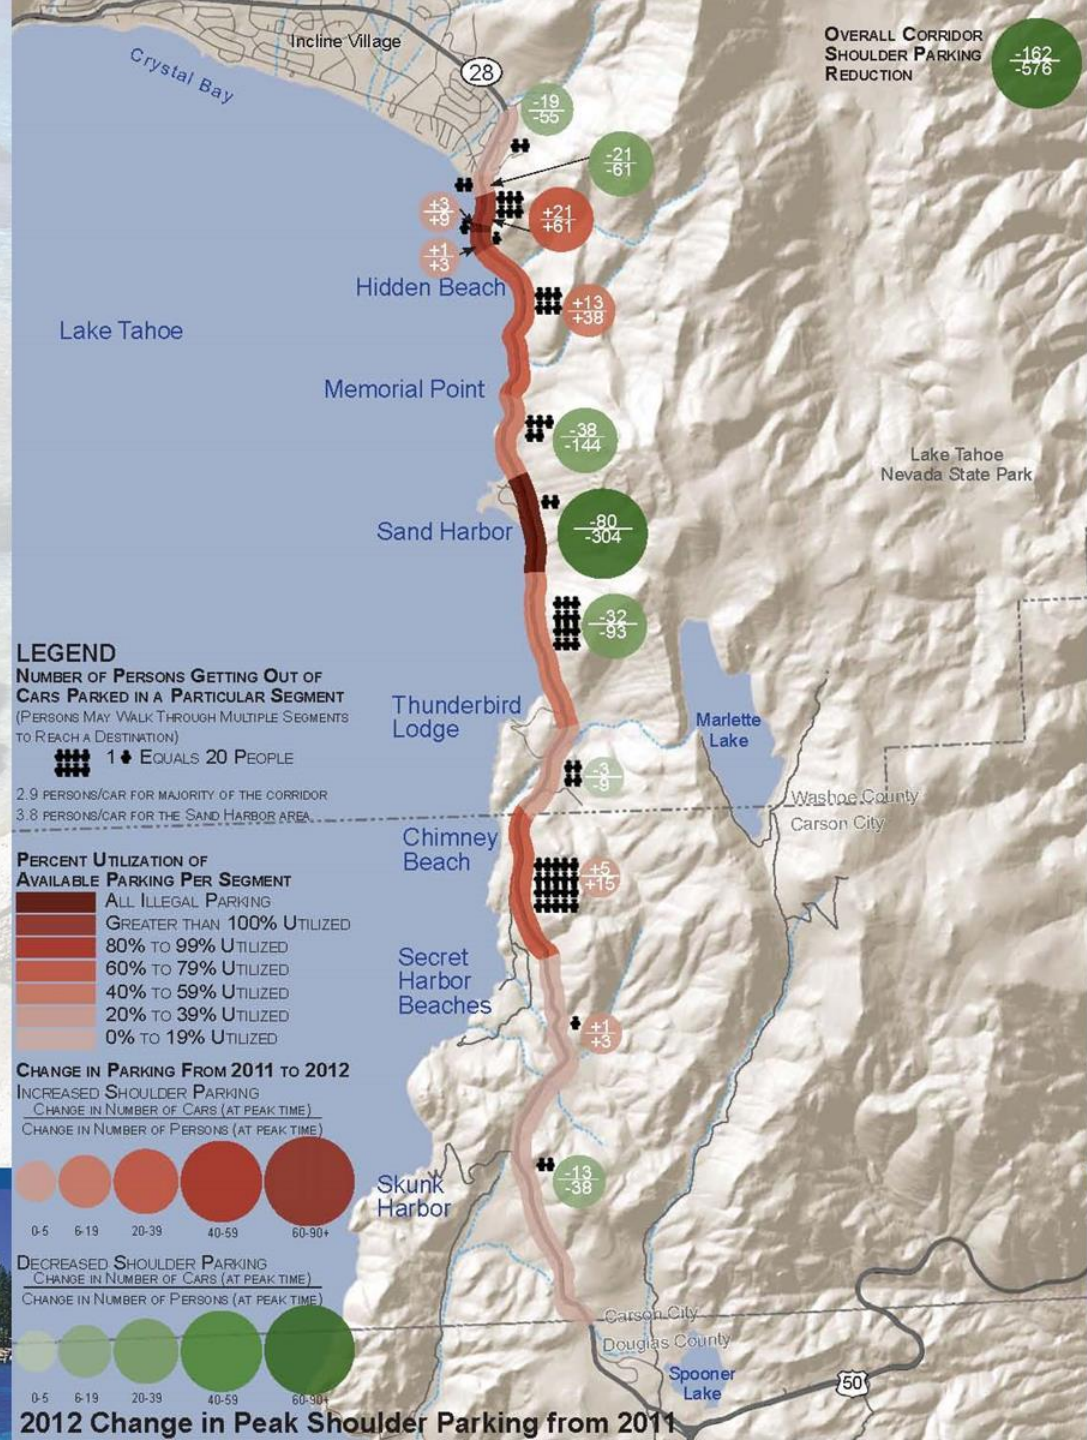 Incline Village
28
Crystal Bay
OVERALL CORRIDOR
SHOULDER PARKING
REDUCTION
-162
-576
-19
-55
-21
-61
+3
+9
+21
+61
+1
+3
Hidden Beach
+13
+38
Lake Tahoe
Memorial Point
-38
-144
Lake Tahoe
Nevada State Park
Sand Harbor
-80
-304
-32
-93
LEGEND
NUMBER OF PERSONS GETTING OUT OF
CARS PARKED IN A PARTICULAR SEGMENT
(PERSONS MAY WALK THROUGH MULTIPLE SEGMENTS
TO REACH A DESTINATION)
1 EQUALS 20 PEOPLE
2.9 PERSONS/CAR FOR MAJORITY OF THE CORRIDOR
3.8 PERSONS/CAR FOR THE SAND HARBOR AREA
Thunderbird
Lodge
Marlette
Lake
-3
-9
Washoe County
Carson City
Chimney
Beach
+5
+15
PERCENT UTILIZATION OF
AVAILABLE PARKING PER SEGMENT
ALL ILLEGAL PARKING
GREATER THAN 100% UTILIZED
80% TO 99% UTILIZED
60% TO 79% UTILIZED
40% TO 59% UTILIZED
20% TO 39% UTILIZED
0% TO 19% UTILIZED
Secret
Harbor
Beaches
+1
+3
CHANGE IN PARKING FROM 2011 TO 2012
INCREASED SHOULDER PARKING
CHANGE IN NUMBER OF CARS (AT PEAK TIME)
CHANGE IN NUMBER OF PERSONS (AT PEAK TIME)
0-5 6-19 20-39 40-59 60-90+
Skunk
Harbor
-13
-38
DECREASED SHOULDER PARKING
CHANGE IN NUMBER OF CARS (AT PEAK TIME)
CHANGE IN NUMBER OF PERSONS (AT PEAK TIME)
0-5 6-19 20-39 40-59 60-90+
Carson City
Douglas County
Spooner
Lake
50
2012 Change in Peak Shoulder Parking from 2011